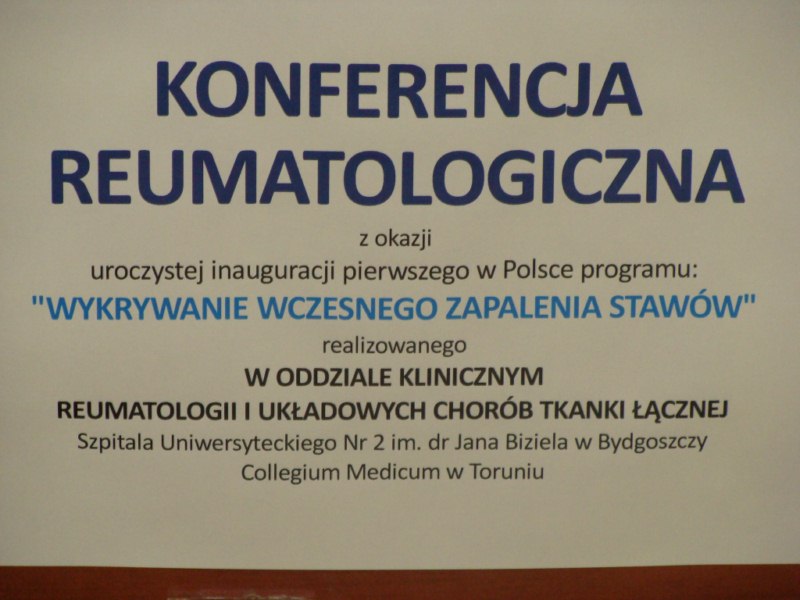 KONFERENCJA
REUMATOLOGICZNA
z okazji
uroczystej inauguracji pierwszego w Polsce programu:
"WYKRYWANIE WCZESNEGO ZAPALENIA STAWÓW"
realizowanego
W ODDZIALE KLINICZNYM
REUMATOLOGII I UKŁADOWYCH CHORÓB TKANKI ŁĄCZNEJ
Szpitala Uniwersyteckiego Nr 2 im. dr Jana Biziela w Bydgoszczy
Collegium Medicum w Toruniu